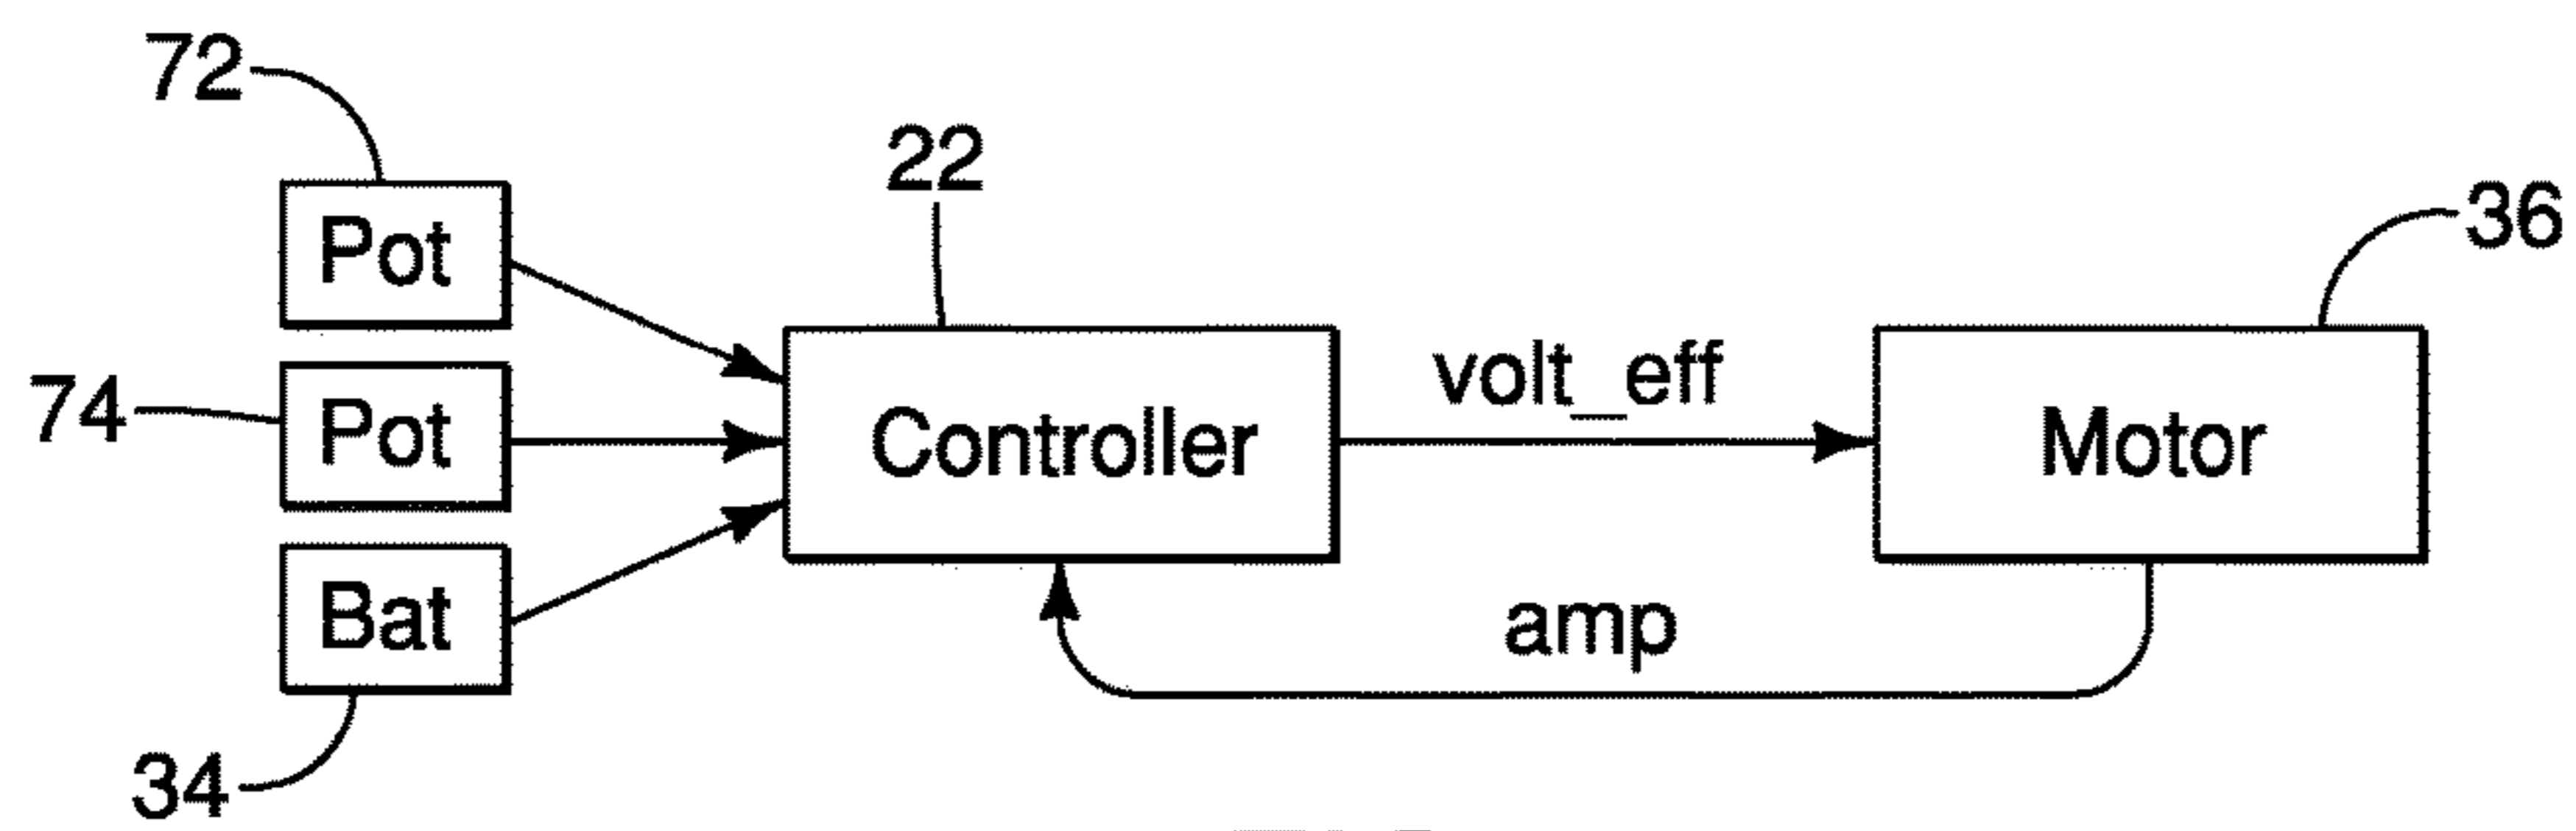 72
22
36
Pot
volt_eff
74
Pot
Controller
Motor
Bat
amp
34